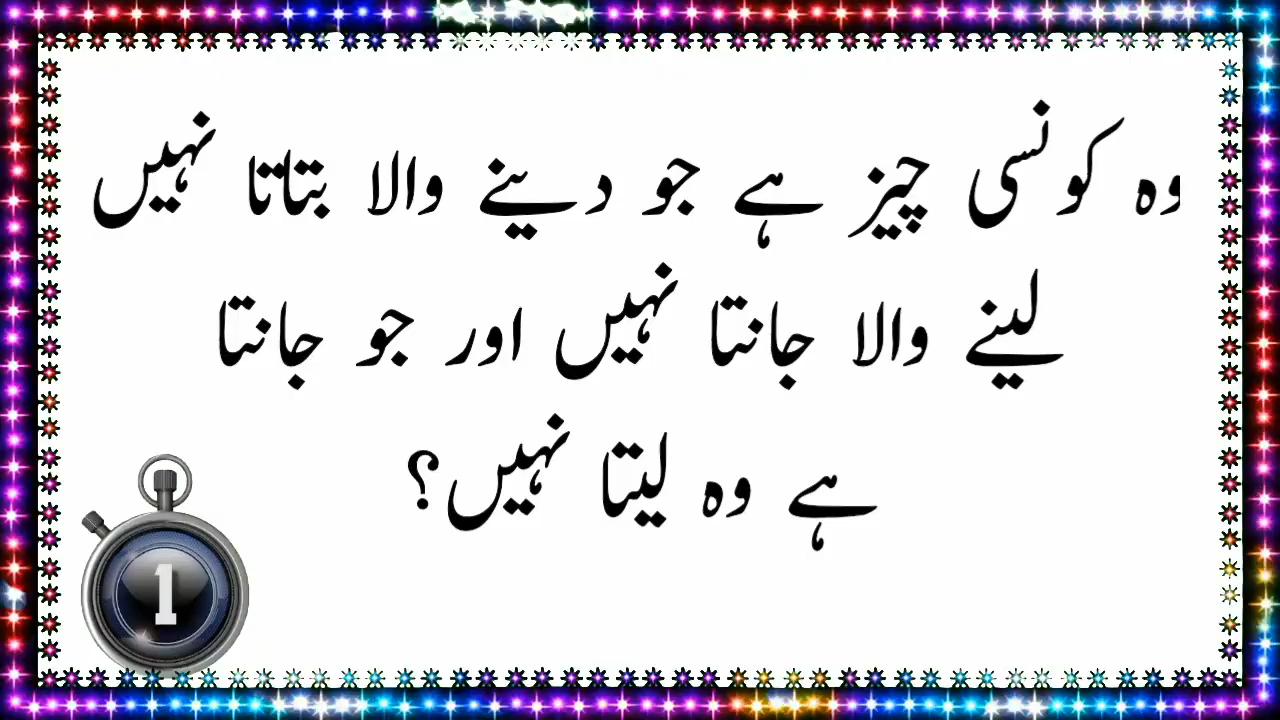 وہ کونسی چیز ہے جو دینے والا بتاتا نہیں
لینے والا جانتا نہیں اور جو جانتا
ہے وہ لیتا نہیں؟
1